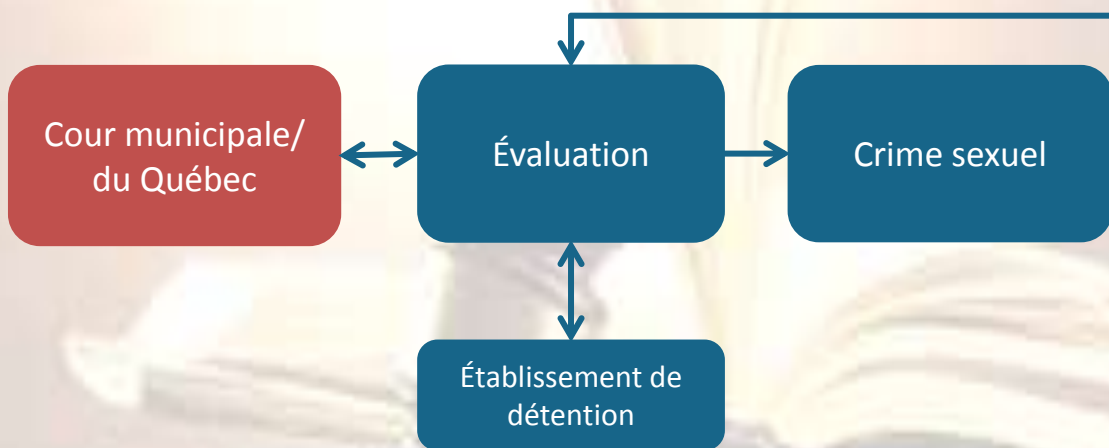 Cour municipale/
du Québec
Évaluation
Crime sexuel
Établissement de
détention